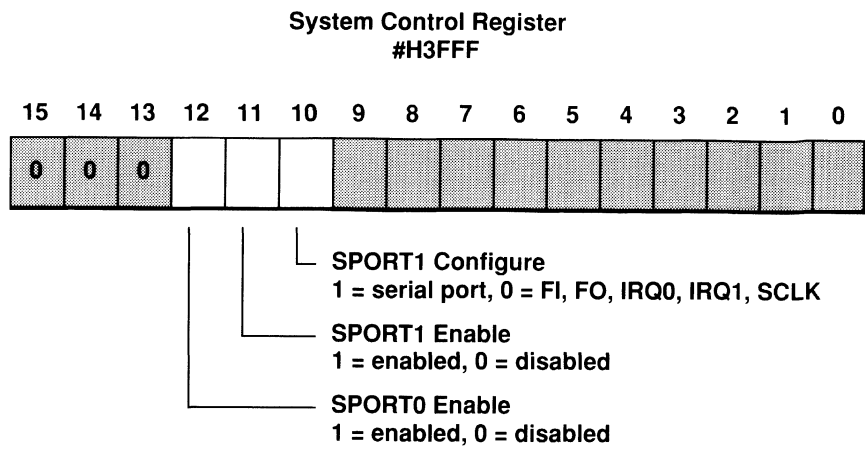 System Control Register
#H3FFF
15 14 13 12 11 10 9 8 7 6 5 4 3 2 1 0
0 0 0
SPORT1 Configure
1 = serial port, 0 = FI, FO, IRQ0, IRQ1, SCLK
SPORT1 Enable
1 = enabled, 0 = disabled
SPORT0 Enable
1 = enabled, 0 = disabled